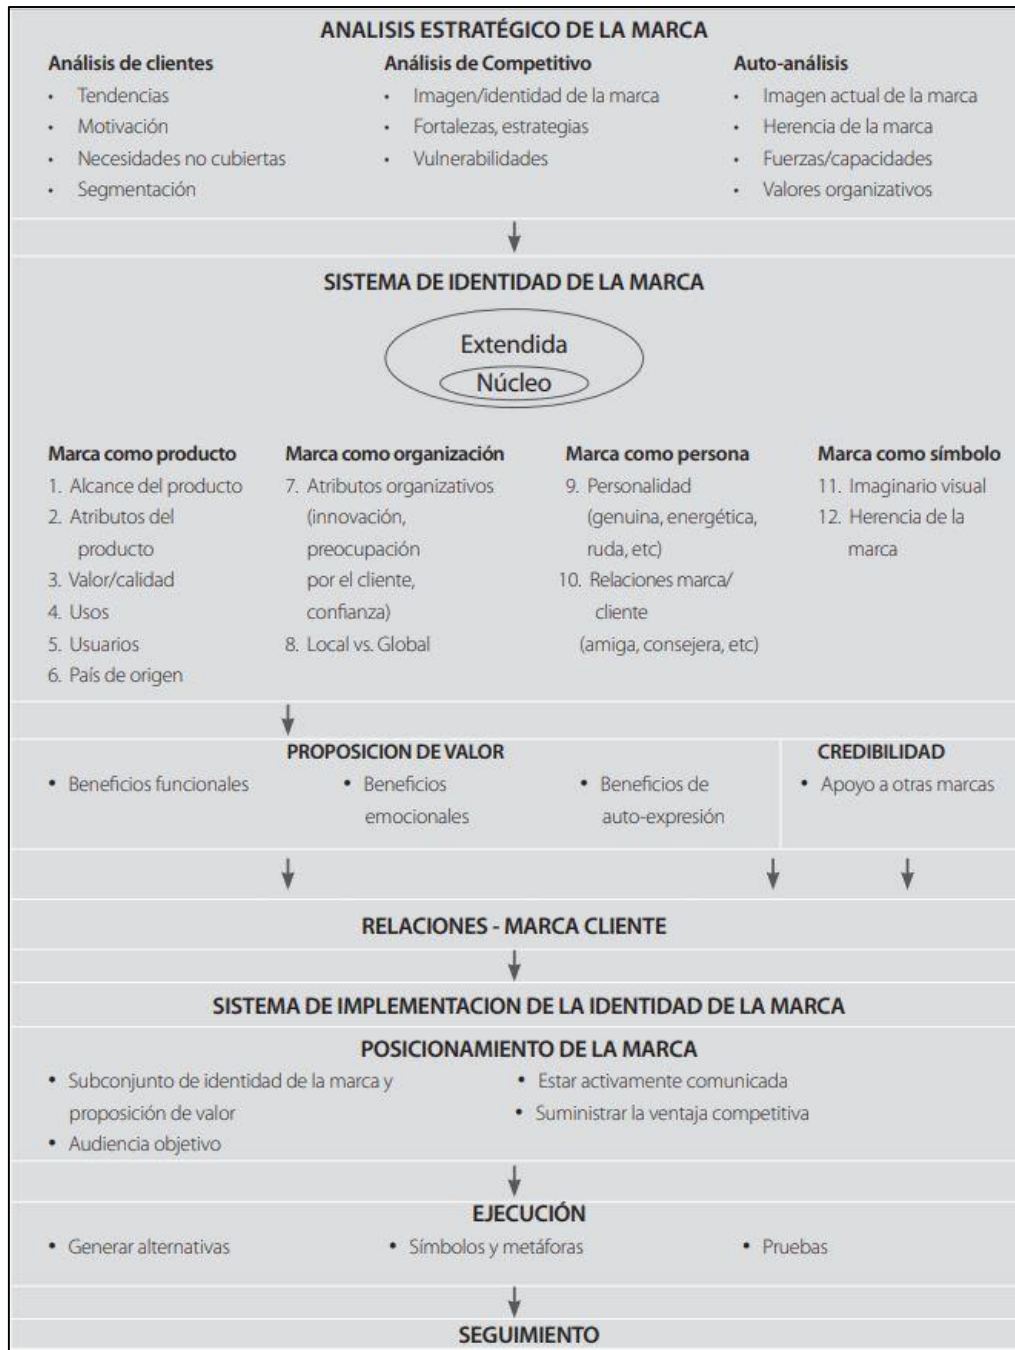 ANALISIS ESTRATÉGICO DE LA MARCA
Análisis de clientes
• Tendencias
• Motivación
• Necesidades no cubiertas
• Segmentación
Análisis de Competitivo
• Imagen/identidad de la marca
• Fortalezas, estrategias
• Vulnerabilidades
Auto-análisis
• Imagen actual de la marca
• Herencia de la marca
• Fuerzas/capacidades
• Valores organizativos
SISTEMA DE IDENTIDAD DE LA MARCA
Extendida
Núcleo
Marca como producto
1. Alcance del producto
2. Atributos del
producto
3. Valor/calidad
4. Usos
5. Usuarios
6. País de origen
Marca como organización
7. Atributos organizativos
(innovación,
preocupación
por el cliente,
confianza)
8. Local vs. Global
Marca como persona
9. Personalidad
(genuina, energética,
ruda, etc)
10. Relaciones marca/
cliente
(amiga, consejera, etc)
Marca como símbolo
11. Imaginario visual
12. Herencia de la
marca
PROPOSICION DE VALOR
• Beneficios funcionales
• Beneficios
emocionales
• Beneficios de
auto-expresión
CREDIBILIDAD
• Apoyo a otras marcas
RELACIONES - MARCA CLIENTE
SISTEMA DE IMPLEMENTACION DE LA IDENTIDAD DE LA MARCA
POSICIONAMIENTO DE LA MARCA
• Subconjunto de identidad de la marca y
proposición de valor
• Audiencia objetivo
• Estar activamente comunicada
• Suministrar la ventaja competitiva
EJECUCIÓN
• Generar alternativas
• Símbolos y metáforas
• Pruebas
SEGUIMIENTO